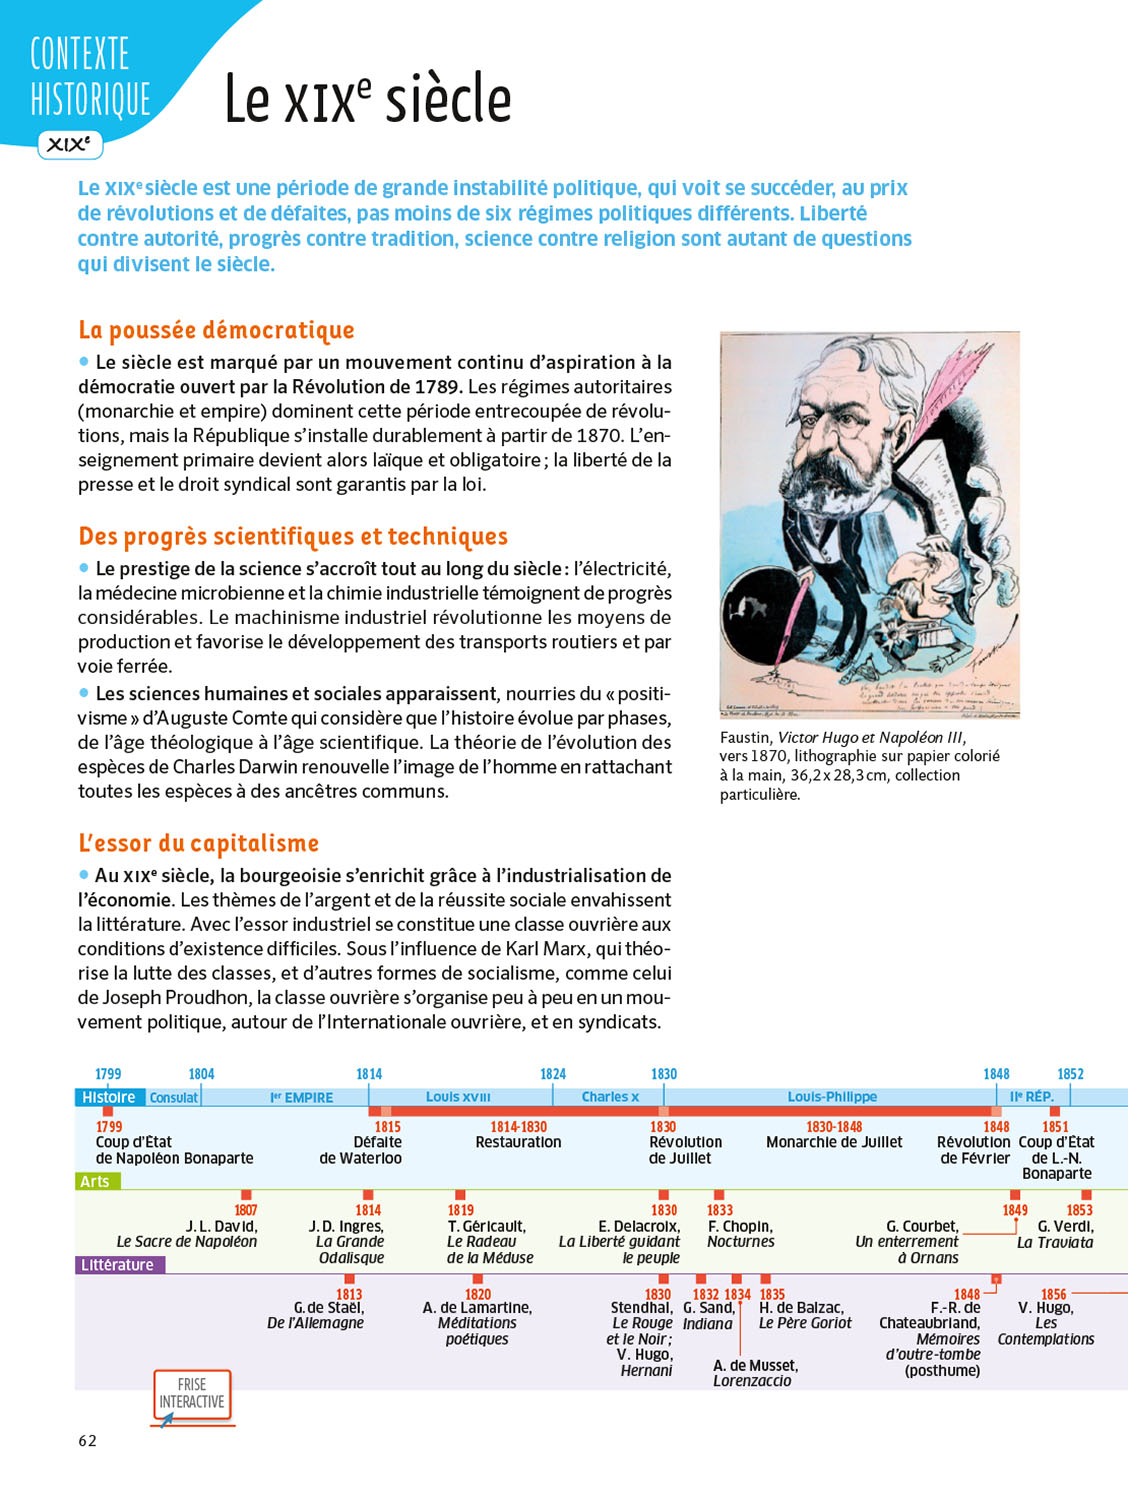 CONTEXTE
HISTORIQUE
XIXe
Le XIXe siècle
Le XIXe siècle est une période de grande instabilité politique, qui voit se succéder, au prix
de révolutions et de défaites, pas moins de six régimes politiques différents. Liberté
contre autorité, progrès contre tradition, science contre religion sont autant de questions
qui divisent le siècle.
La poussée démocratique
• Le siècle est marqué par un mouvement continu d'aspiration à la
démocratie ouvert par la Révolution de 1789. Les régimes autoritaires
(monarchie et empire) dominent cette période entrecoupée de révolu-
tions, mais la République s'installe durablement à partir de 1870. L'en-
seignement primaire devient alors laïque et obligatoire ; la liberté de la
presse et le droit syndical sont garantis par la loi.
Des progrès scientifiques et techniques
• Le prestige de la science s'accroît tout au long du siècle : l'électricité,
la médecine microbienne et la chimie industrielle témoignent de progrès
considérables. Le machinisme industriel révolutionne les moyens de
production et favorise le développement des transports routiers et par
voie ferrée.
• Les sciences humaines et sociales apparaissent, nourries du « positi-
visme » d'Auguste Comte qui considère que l'histoire évolue par phases,
de l'âge théologique à l'âge scientifique. La théorie de l'évolution des
espèces de Charles Darwin renouvelle l'image de l'homme en rattachant
toutes les espèces à des ancêtres communs.
L'essor du capitalisme
• Au XIXe siècle, la bourgeoisie s'enrichit grâce à l'industrialisation de
l'économie. Les thèmes de l'argent et de la réussite sociale envahissent
la littérature. Avec l'essor industriel se constitue une classe ouvrière aux
conditions d'existence difficiles. Sous l'influence de Karl Marx, qui théo-
rise la lutte des classes, et d'autres formes de socialisme, comme celui
de Joseph Proudhon, la classe ouvrière s'organise peu à peu en un mou-
vement politique, autour de l'Internationale ouvrière, et en syndicats.
Faustin, Victor Hugo et Napoléon III,
vers 1870, lithographie sur papier colorié
à la main, 36,2 x 28,3 cm, collection
particulière.
1799 1804 1814 1824 1830 1848 1852
Histoire Consulat Ier EMPIRE Louis XVIII Charles X Louis-Philippe IIe RÉP.
1799 1815 1814-1830 1830 1830-1848 1848 1851
Coup d'État Défaite Restauration Révolution Monarchie de Juillet Révolution Coup d'État
de Napoléon Bonaparte de Waterloo de Juillet de Février de L.-N.
Bonaparte
Arts
1807 1814 1819 1830 1833 1849 1853
J. L. David, J. D. Ingres, T. Géricault, E. Delacroix, F. Chopin, G. Courbet, G. Verdi,
Le Sacre de Napoléon La Grande Le Radeau La Liberté guidant Nocturnes Un enterrement La Traviata
Odalisque de la Méduse le peuple à Ornans
Littérature
1813 1820 1830 1832 1834 1835 1848 1856
G. de Staël, A. de Lamartine, Stendhal, G. Sand, H. de Balzac, F.-R. de V. Hugo,
De l'Allemagne Méditations Le Rouge Indiana Le Père Goriot Chateaubriand, Les
poétiques et le Noir ; Mémoires Contemplations
V. Hugo, d'outre-tombe
Hernani A. de Musset, (posthume)
Lorenzaccio
FRISE
INTERACTIVE
62